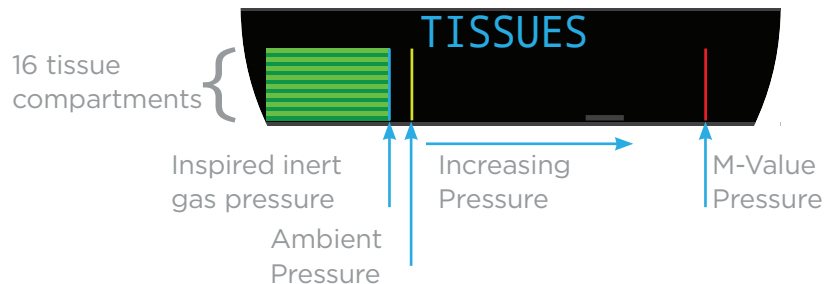 TISSUES
16 tissue
compartments
Inspired inert
gas pressure
Ambient
Pressure
Increasing
Pressure
M-Value
Pressure